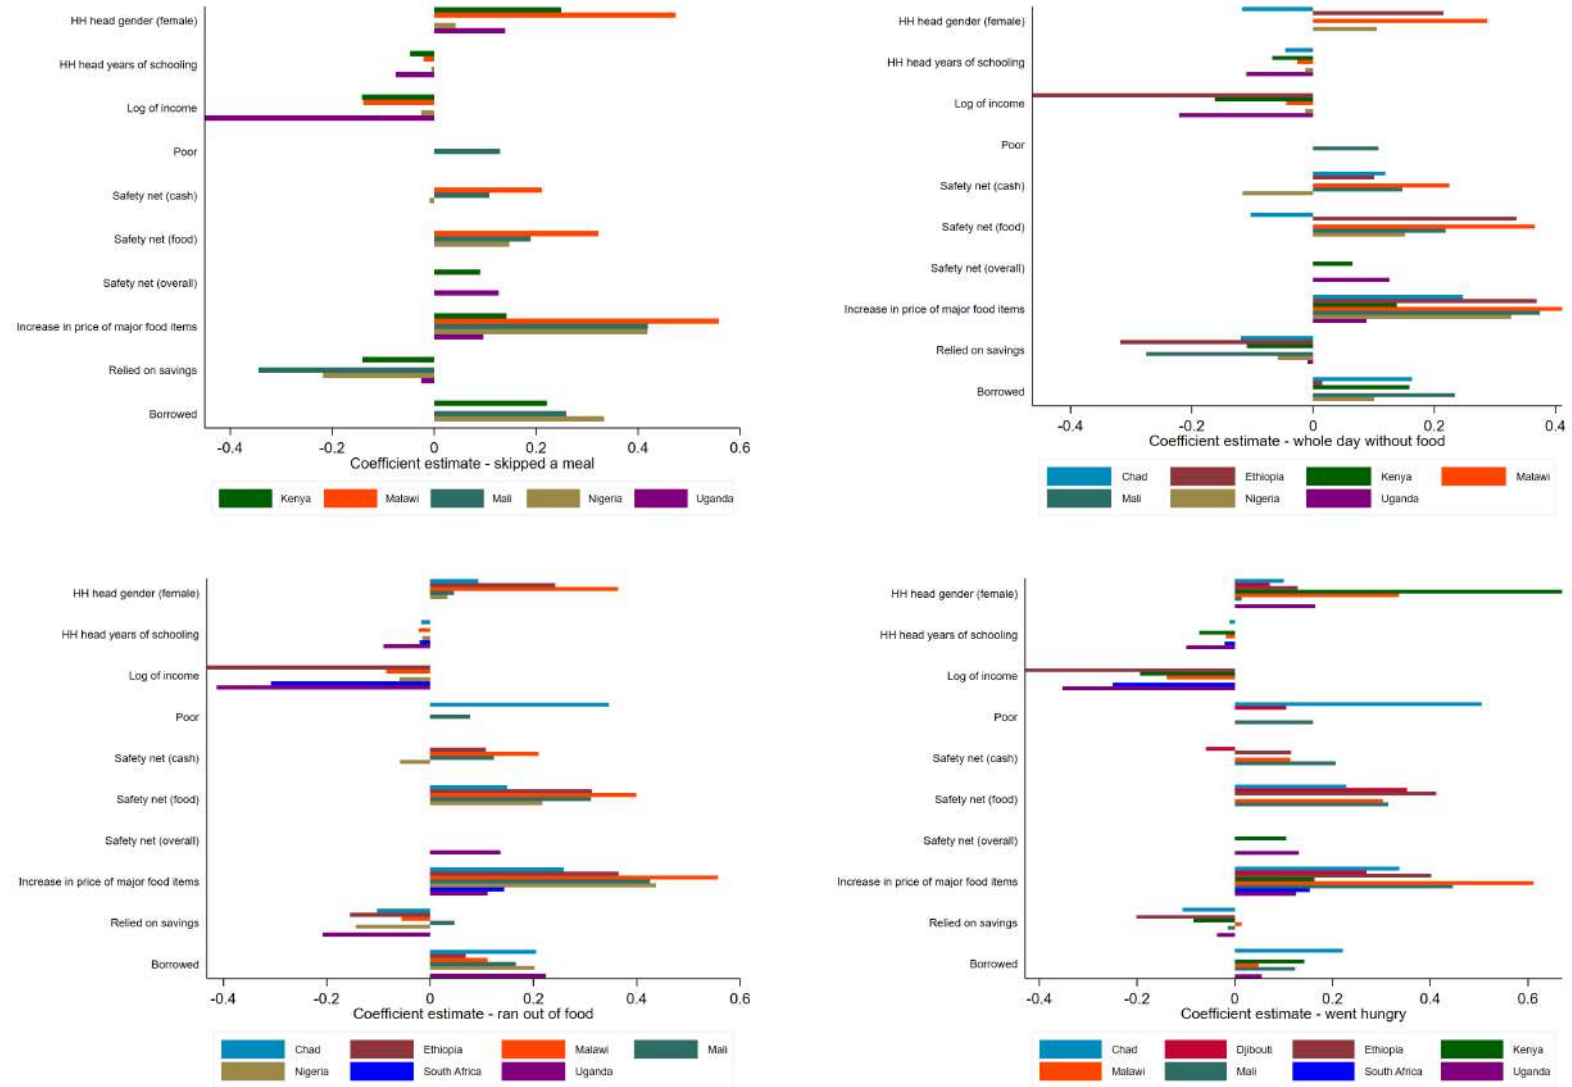 HH head gender (female)
HH head years of schooling
Log of income
Poor
Safety net (cash)
Safety net (food)
Safety net (overall)
Increase in price of major food items
Relied on savings
Borrowed
-0.4 -0.2 0 0.2 0.4 0.6
Coefficient estimate - skipped a meal
Kenya Malawi Mali Nigeria Uganda
HH head gender (female)
HH head years of schooling
Log of income
Poor
Safety net (cash)
Safety net (food)
Safety net (overall)
Increase in price of major food items
Relied on savings
Borrowed
-0.4 -0.2 0 0.2 0.4
Coefficient estimate - whole day without food
Chad Ethiopia Kenya Malawi
Mali Nigeria Uganda
HH head gender (female)
HH head years of schooling
Log of income
Poor
Safety net (cash)
Safety net (food)
Safety net (overall)
Increase in price of major food items
Relied on savings
Borrowed
-0.4 -0.2 0 0.2 0.4 0.6
Coefficient estimate - ran out of food
Chad Ethiopia Malawi Mali
Nigeria South Africa Uganda
HH head gender (female)
HH head years of schooling
Log of income
Poor
Safety net (cash)
Safety net (food)
Safety net (overall)
Increase in price of major food items
Relied on savings
Borrowed
-0.4 -0.2 0 0.2 0.4 0.6
Coefficient estimate - went hungry
Chad Djibouti Ethiopia Kenya
Malawi Mali South Africa Uganda